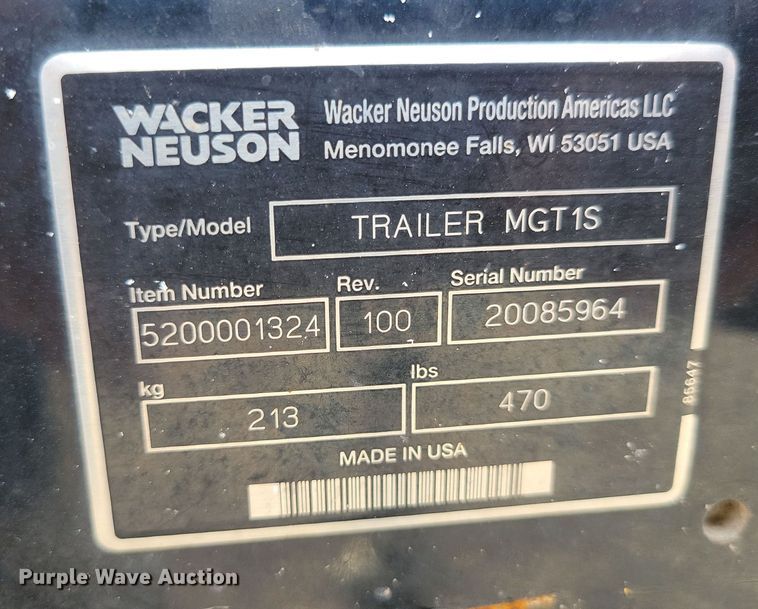 WACKER
NEUSON
Wacker Neuson Production Americas LLC
Menomonee Falls, WI 53051 USA
Type/Model TRAILER MGT1S
Item Number Rev. Serial Number
5200001324 100 20085964
kg lbs
213 470
85647
MADE IN USA
Purple Wave Auction